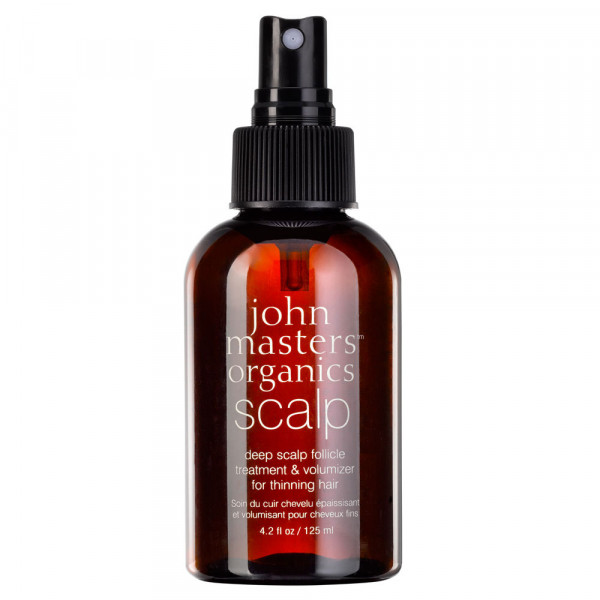 john
masters™
organics
scalp
deep scalp follicle
treatment & volumizer
for thinning hair
Soin du cuir chevelu épaississant
et volumisant pour cheveux fins
4.2 fl oz / 125 ml